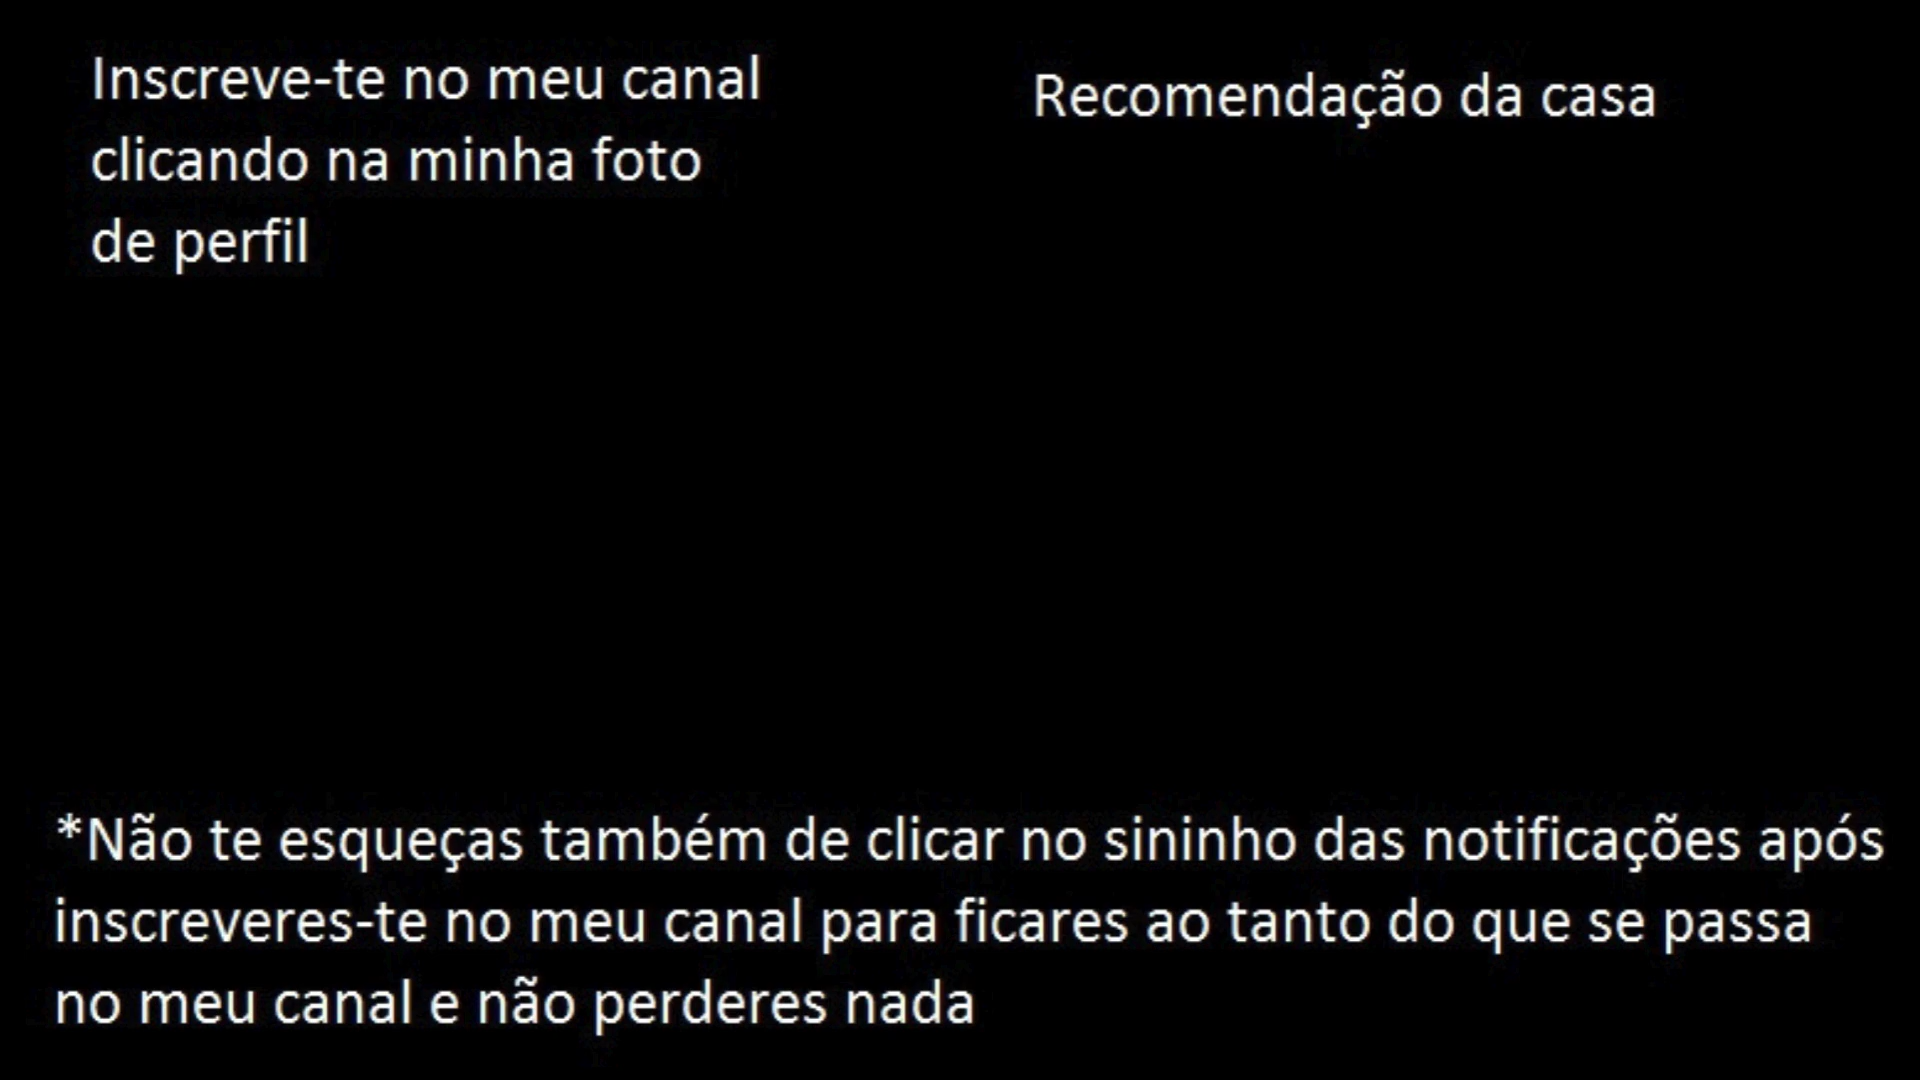 Inscreve-te no meu canal
clicando na minha foto
de perfil
Recomendação da casa
*Não te esqueças também de clicar no sininho das notificações após
inscreveres-te no meu canal para ficares ao tanto do que se passa
no meu canal e não perderes nada